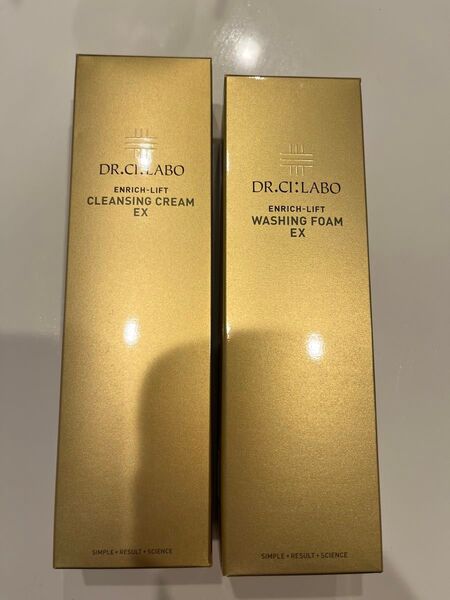 DR.CI:LABO
ENRICH-LIFT
CLEANSING CREAM
EX
SIMPLE+RESULT+SCIENCE
DR.CI:LABO
ENRICH-LIFT
WASHING FOAM
EX
SIMPLE+RESULT+SCIENCE